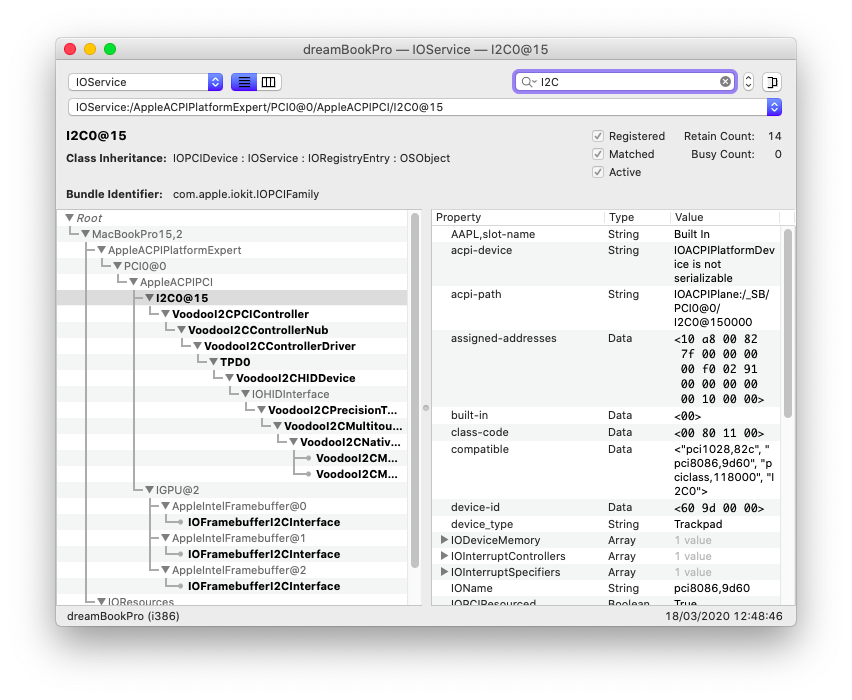 dreamBookPro — IOService — I2C0@15
IOService
I2C
IOService:/AppleACPIPlatformExpert/PCI0@0/AppleACPIPCI/I2C0@15
I2C0@15
Registered Retain Count: 14
Class Inheritance: IOPCIDevice : IOService : IORegistryEntry : OSObject
Matched Busy Count: 0
Active
Bundle Identifier: com.apple.iokit.IOPCIFamily
Root
MacBookPro15,2
AppleACPIPlatformExpert
PCI0@0
AppleACPIPCI
I2C0@15
VoodooI2CPCIController
VoodooI2CControllerNub
VoodooI2CControllerDriver
TPD0
VoodooI2CHIDDevice
IOHIDInterface
VoodooI2CPrecisionT...
VoodooI2CMultitou...
VoodooI2CNativ...
VoodooI2CM...
VoodooI2CM...
IGPU@2
AppleIntelFramebuffer@0
IOFramebufferI2CInterface
AppleIntelFramebuffer@1
IOFramebufferI2CInterface
AppleIntelFramebuffer@2
IOFramebufferI2CInterface
IOResources
Property Type Value
AAPL,slot-name String Built In
acpi-device String IOACPIPlatformDev
ice is not
serializable
acpi-path String IOACPIPlane:/_SB/
PCI0@0/
I2C0@150000
assigned-addresses Data <10 a8 00 82
7f 00 00 00
00 f0 02 91
00 00 00 00
00 10 00 00>
built-in Data <00>
class-code Data <00 80 11 00>
compatible Data <"pci1028,82c", "
pci8086,9d60", "p
ciclass,118000", "I
2C0">
device-id Data <60 9d 00 00>
device_type String Trackpad
IODeviceMemory Array 1 value
IOInterruptControllers Array 1 value
IOInterruptSpecifiers Array 1 value
IOName String pci8086,9d60
IOPCIResourced Boolean True
dreamBookPro (i386) 18/03/2020 12:48:46